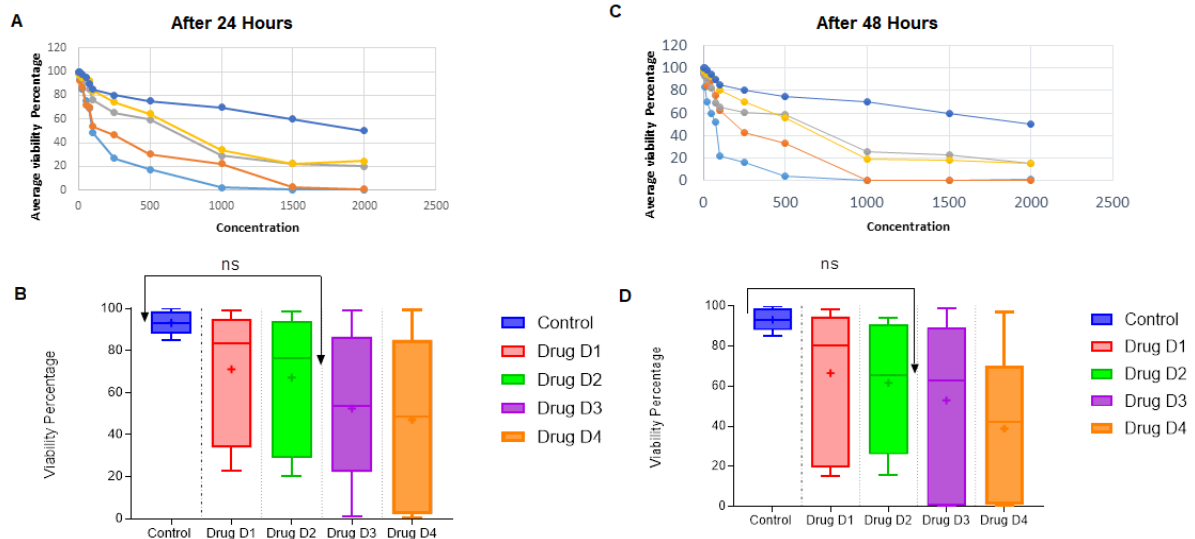 A
After 24 Hours
Average viability Percentage
120
100
80
60
40
20
0
0 500 1000 1500 2000 2500
Concentration
C
After 48 Hours
Average viability Percentage
120
100
80
60
40
20
0
0 500 1000 1500 2000 2500
Concentration
B
ns
Viability Percentage
100
80
60
40
20
0
Control Drug D1 Drug D2 Drug D3 Drug D4
Control
Drug D1
Drug D2
Drug D3
Drug D4
D
ns
Viability Percentage
100
80
60
40
20
0
Control Drug D1 Drug D2 Drug D3 Drug D4
Control
Drug D1
Drug D2
Drug D3
Drug D4